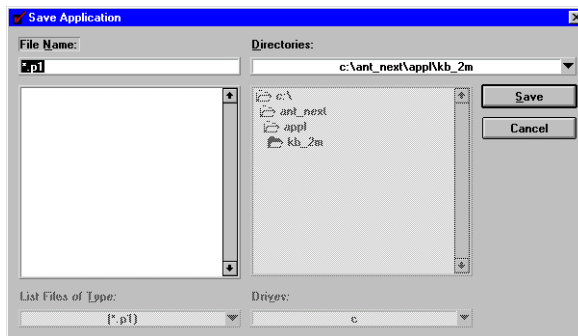 Save Application
File Name:
Directories:
*.p1
c:\ant_next\appl\kb_2m
c:\
ant_next
appl
kb_2m
Save
Cancel
List Files of Type:
Drives:
(*.p1)
c